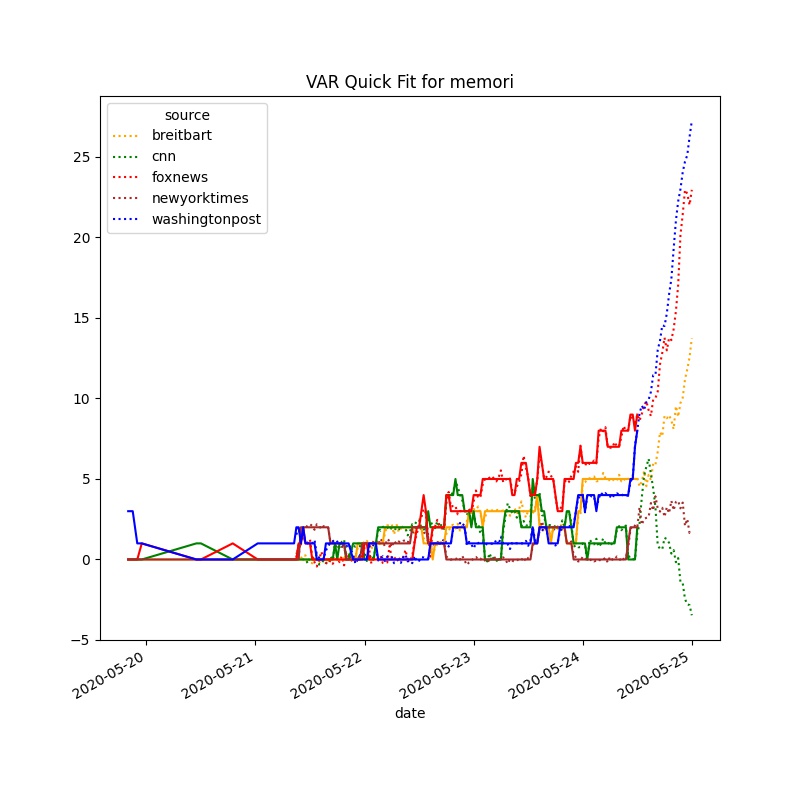 VAR Quick Fit for memori
source
breitbart
cnn
foxnews
newyorktimes
washingtonpost
25
20
15
10
5
0
−5
2020-05-20
2020-05-21
2020-05-22
2020-05-23
2020-05-24
2020-05-25
date